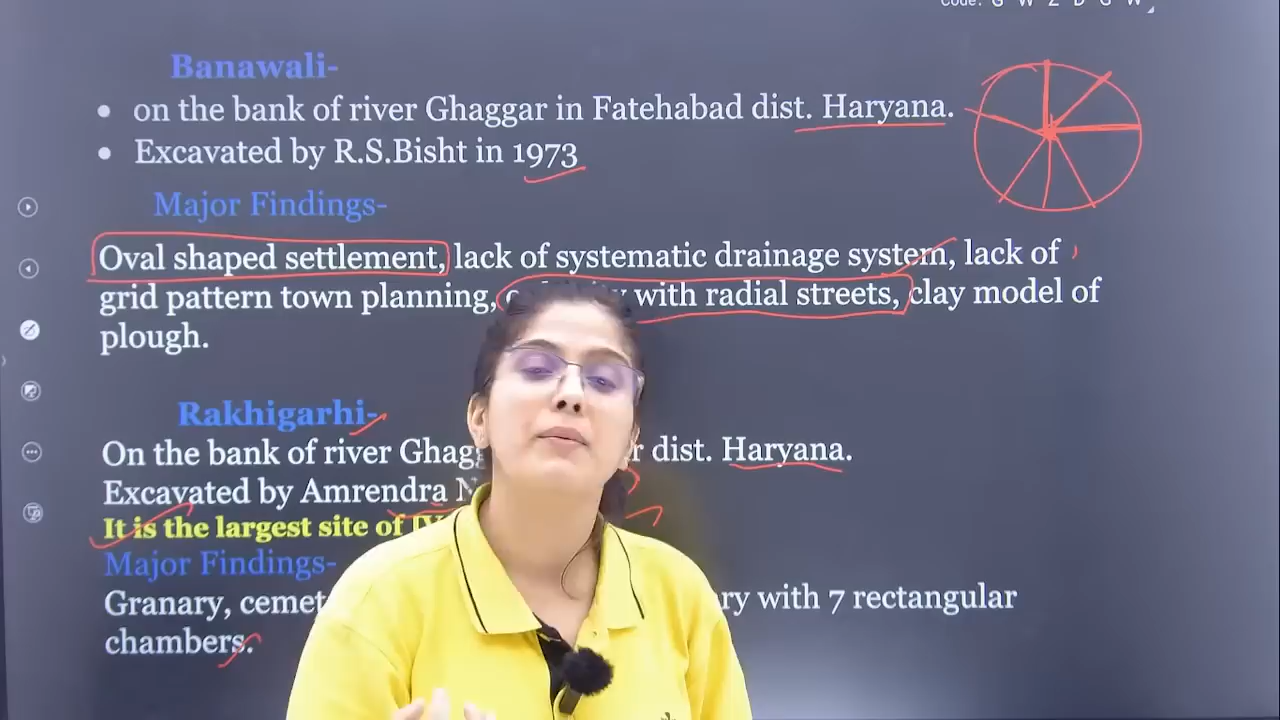 Code: G W Z D G W
Banawali-
• on the bank of river Ghaggar in Fatehabad dist. Haryana.
• Excavated by R.S.Bisht in 1973
Major Findings-
Oval shaped settlement, lack of systematic drainage system, lack of
grid pattern town planning, with radial streets, clay model of
plough.
Rakhigarhi-
On the bank of river dist. Haryana.
Excavated by Amrendra
It is the largest site of
Major Findings-
Granary, with 7 rectangular
chambers.